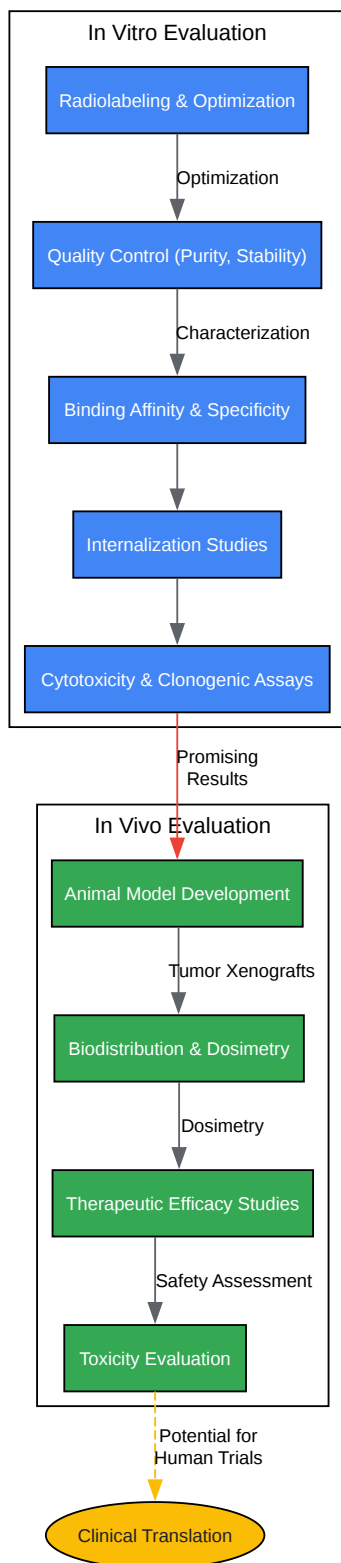 In Vitro Evaluation
Radiolabeling & Optimization
Optimization
Quality Control (Purity, Stability)
Characterization
Binding Affinity & Specificity
Internalization Studies
Cytotoxicity & Clonogenic Assays
Promising
Results
In Vivo Evaluation
Animal Model Development
Tumor Xenografts
Biodistribution & Dosimetry
Dosimetry
Therapeutic Efficacy Studies
Safety Assessment
Toxicity Evaluation
Potential for
Human Trials
Clinical Translation